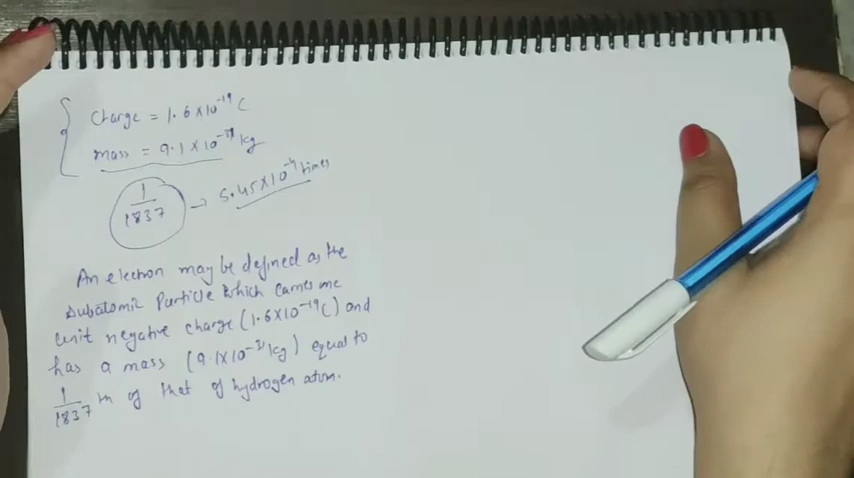 Charge = 1.6 × 10⁻¹⁹ C
mass = 9.1 × 10⁻³¹ kg
1/1837 → 5.45 × 10⁻⁴ times
An electron may be defined as the
subatomic Particle which carries one
unit negative charge (1.6×10⁻¹⁹ C) and
has a mass (9.1×10⁻³¹ kg) equal to
1/1837 th of that of hydrogen atom.